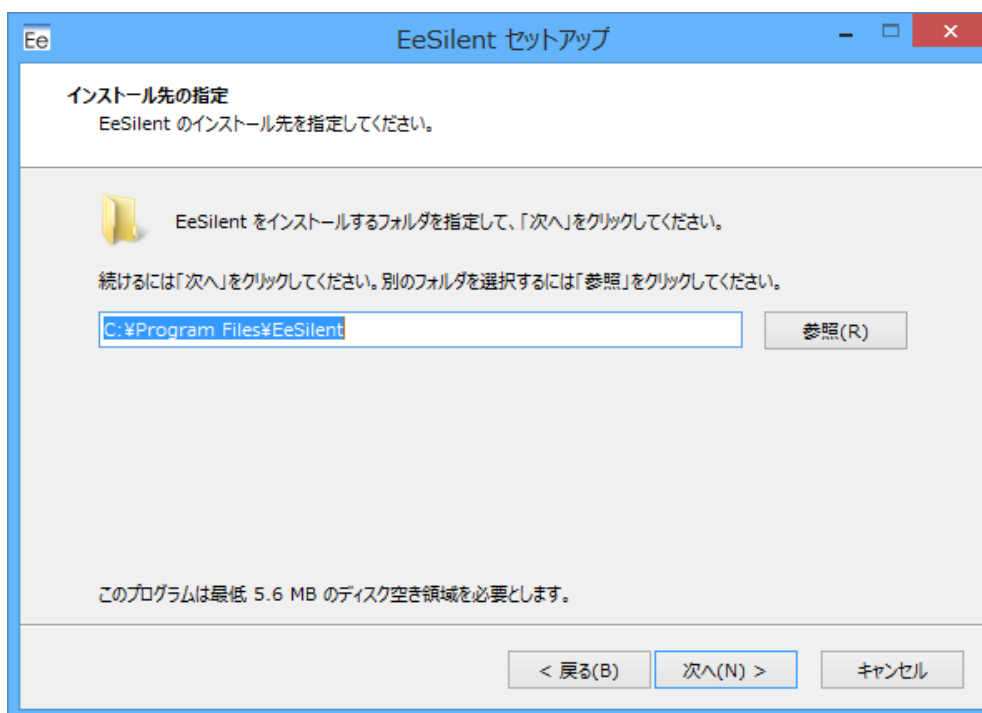 Ee
EeSilent セットアップ
インストール先の指定
EeSilent のインストール先を指定してください。
EeSilent をインストールするフォルダを指定して、「次へ」をクリックしてください。
続けるには「次へ」をクリックしてください。別のフォルダを選択するには「参照」をクリックしてください。
C:¥Program Files¥EeSilent
参照(R)
このプログラムは最低 5.6 MB のディスク空き領域を必要とします。
< 戻る(B)
次へ(N) >
キャンセル